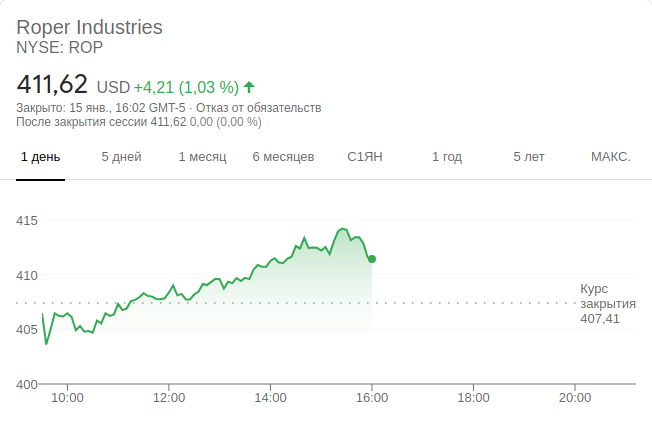 Roper Industries
NYSE: ROP
411,62 USD +4,21 (1,03 %)
Закрыто: 15 янв., 16:02 GMT-5 · Отказ от обязательств
После закрытия сессии 411,62 0,00 (0,00 %)
1 день 5 дней 1 месяц 6 месяцев С1ЯН 1 год 5 лет МАКС.
415
410
405
400
Курс
закрытия
407,41
10:00 12:00 14:00 16:00 18:00 20:00